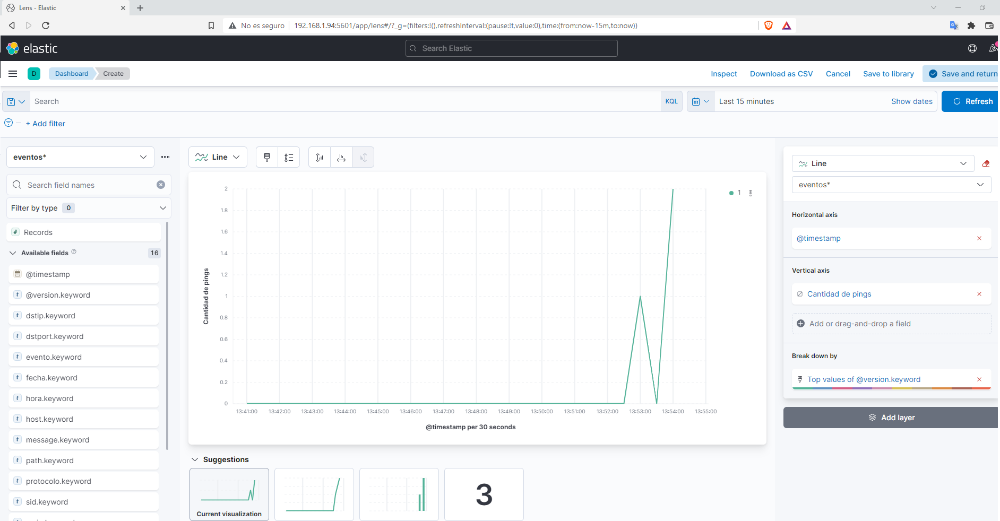 Lens - Elastic
No es seguro
192.168.1.94:5601/app/lens#/?_g=(filters:!(),refreshInterval:(pause:!t,value:0),time:(from:now-15m,to:now))
elastic
Search Elastic
D
Dashboard
Create
Inspect
Download as CSV
Cancel
Save to library
Save and return
Search
KQL
Last 15 minutes
Show dates
Refresh
+ Add filter
eventos*
Search field names
Filter by type 0
# Records
Available fields
16
@timestamp
t @version.keyword
t dstip.keyword
t dstport.keyword
t evento.keyword
t fecha.keyword
t hora.keyword
t host.keyword
t message.keyword
t path.keyword
t protocolo.keyword
t sid.keyword
Line
2
1.8
1.6
1.4
1.2
1
0.8
0.6
0.4
0.2
0
Cantidad de pings
13:41:00 13:42:00 13:43:00 13:44:00 13:45:00 13:46:00 13:47:00 13:48:00 13:49:00 13:50:00 13:51:00 13:52:00 13:53:00 13:54:00 13:55:00
@timestamp per 30 seconds
1
Suggestions
Current visualization
3
Line
eventos*
Horizontal axis
@timestamp
Vertical axis
Cantidad de pings
Add or drag-and-drop a field
Break down by
Top values of @version.keyword
Add layer